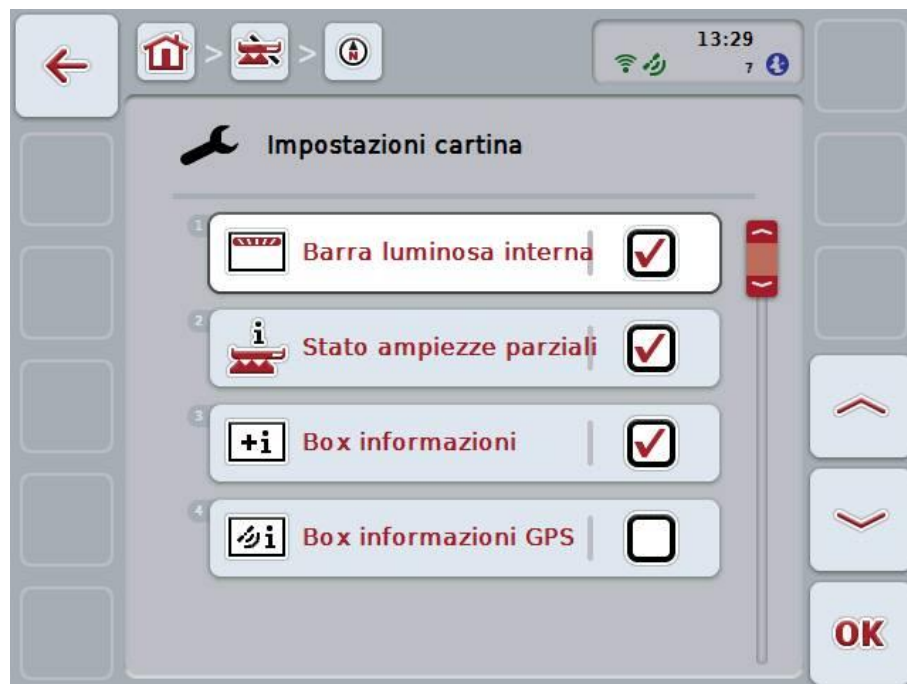 13:29
7
Impostazioni cartina
1
Barra luminosa interna
2
i
Stato ampiezze parziali
3
+i
Box informazioni
4
i
Box informazioni GPS
OK